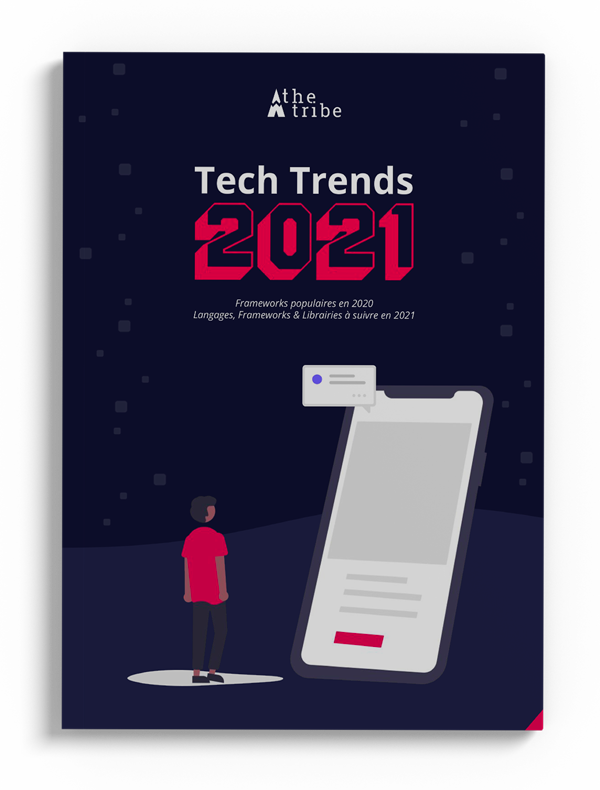 the
tribe
Tech Trends
2021
Frameworks populaires en 2020
Langages, Frameworks & Librairies à suivre en 2021